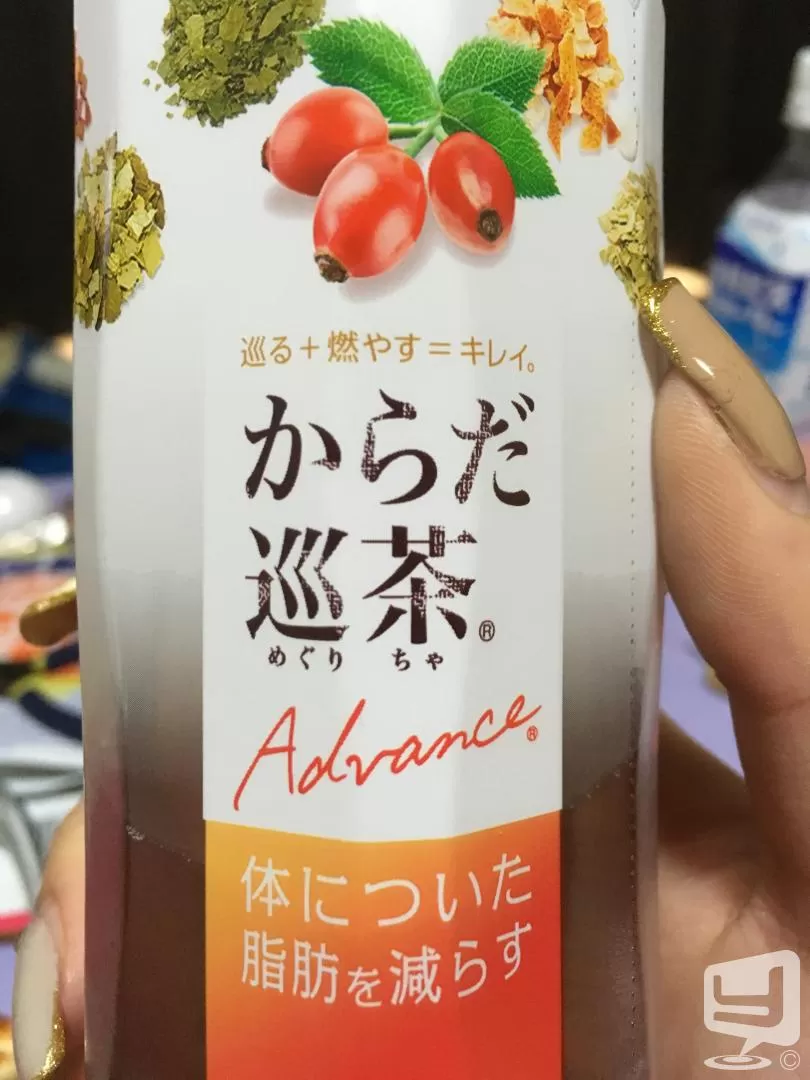 巡る＋燃やす＝キレイ。
からだ
巡茶®
めぐり ちゃ
Advance®
体についた
脂肪を減らす